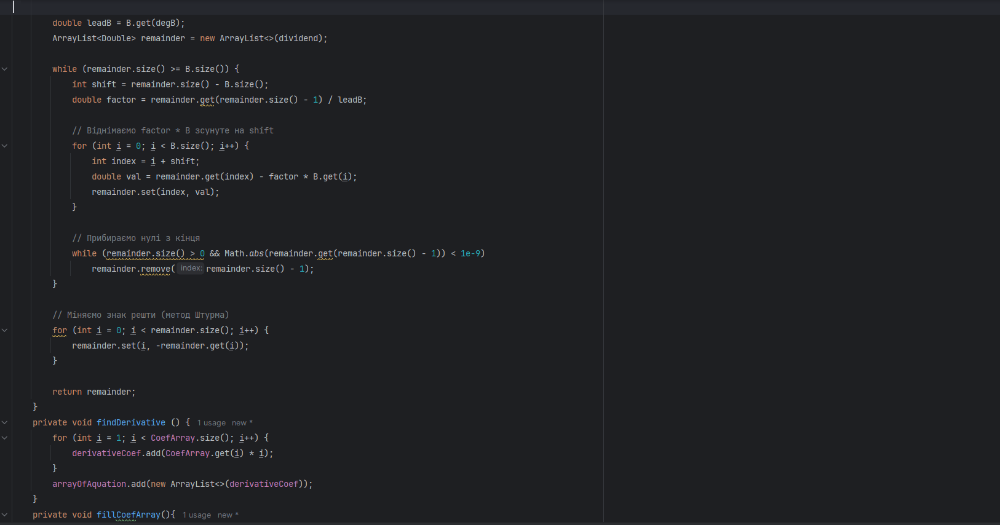 double leadB = B.get(degB);
ArrayList<Double> remainder = new ArrayList<>(dividend);
while (remainder.size() >= B.size()) {
int shift = remainder.size() - B.size();
double factor = remainder.get(remainder.size() - 1) / leadB;
// Віднімаємо factor * B зсунуте на shift
for (int i = 0; i < B.size(); i++) {
int index = i + shift;
double val = remainder.get(index) - factor * B.get(i);
remainder.set(index, val);
}
// Прибираємо нулі з кінця
while (remainder.size() > 0 && Math.abs(remainder.get(remainder.size() - 1)) < 1e-9)
remainder.remove( index: remainder.size() - 1);
}
// Міняємо знак решти (метод Штурма)
for (int i = 0; i < remainder.size(); i++) {
remainder.set(i, -remainder.get(i));
}
return remainder;
}
private void findDerivative () { 1 usage new *
for (int i = 1; i < CoefArray.size(); i++) {
derivativeCoef.add(CoefArray.get(i) * i);
}
arrayOfAquation.add(new ArrayList<>(derivativeCoef));
}
private void fillCoefArray(){ 1 usage new *